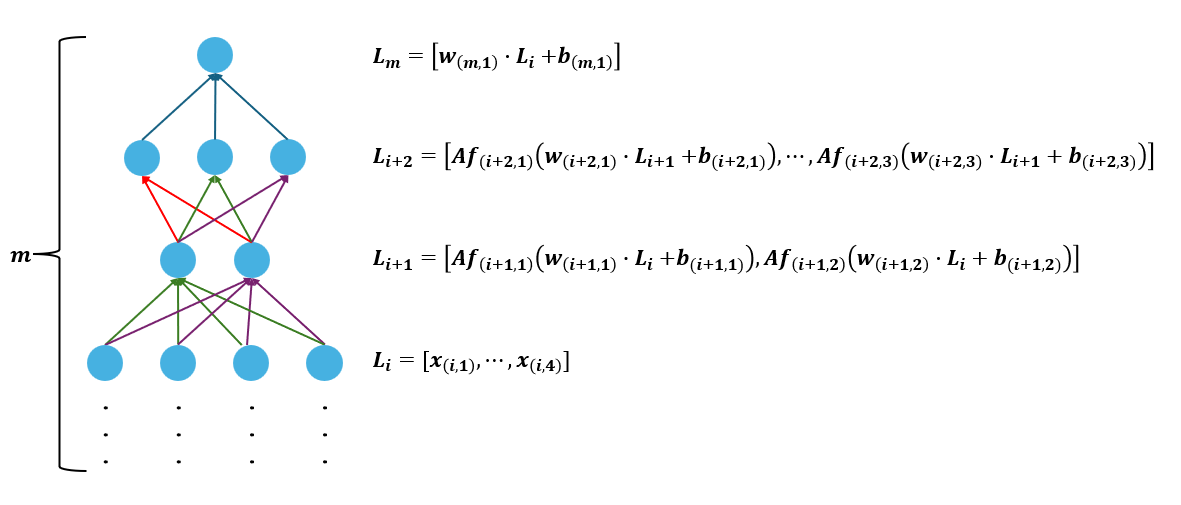 L_m = [w_(m,1) · L_i + b_(m,1)]
L_{i+2} = [Af_(i+2,1)(w_(i+2,1) · L_{i+1} + b_(i+2,1)), ⋯ , Af_(i+2,3)(w_(i+2,3) · L_{i+1} + b_(i+2,3))]
m
L_{i+1} = [Af_(i+1,1)(w_(i+1,1) · L_i + b_(i+1,1)), Af_(i+1,2)(w_(i+1,2) · L_i + b_(i+1,2))]
L_i = [x_(i,1), ⋯ , x_(i,4)]